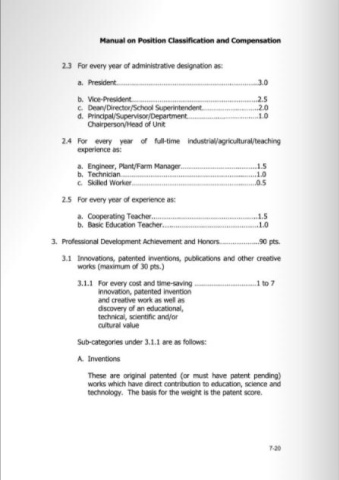 Manual on Position Classification and Compensation
2.3 For every year of administrative designation as:
a. President..............................................................3.0
b. Vice-President.......................................................2.5
c. Dean/Director/School Superintendent.........................2.0
d. Principal/Supervisor/Department...............................1.0
Chairperson/Head of Unit
2.4 For every year of full-time industrial/agricultural/teaching
experience as:
a. Engineer, Plant/Farm Manager.................................1.5
b. Technician............................................................1.0
c. Skilled Worker.......................................................0.5
2.5 For every year of experience as:
a. Cooperating Teacher...............................................1.5
b. Basic Education Teacher..........................................1.0
3. Professional Development Achievement and Honors..................90 pts.
3.1 Innovations, patented inventions, publications and other creative
works (maximum of 30 pts.)
3.1.1 For every cost and time-saving ...........................1 to 7
innovation, patented invention
and creative work as well as
discovery of an educational,
technical, scientific and/or
cultural value
Sub-categories under 3.1.1 are as follows:
A. Inventions
These are original patented (or must have patent pending)
works which have direct contribution to education, science and
technology. The basis for the weight is the patent score.
7-20